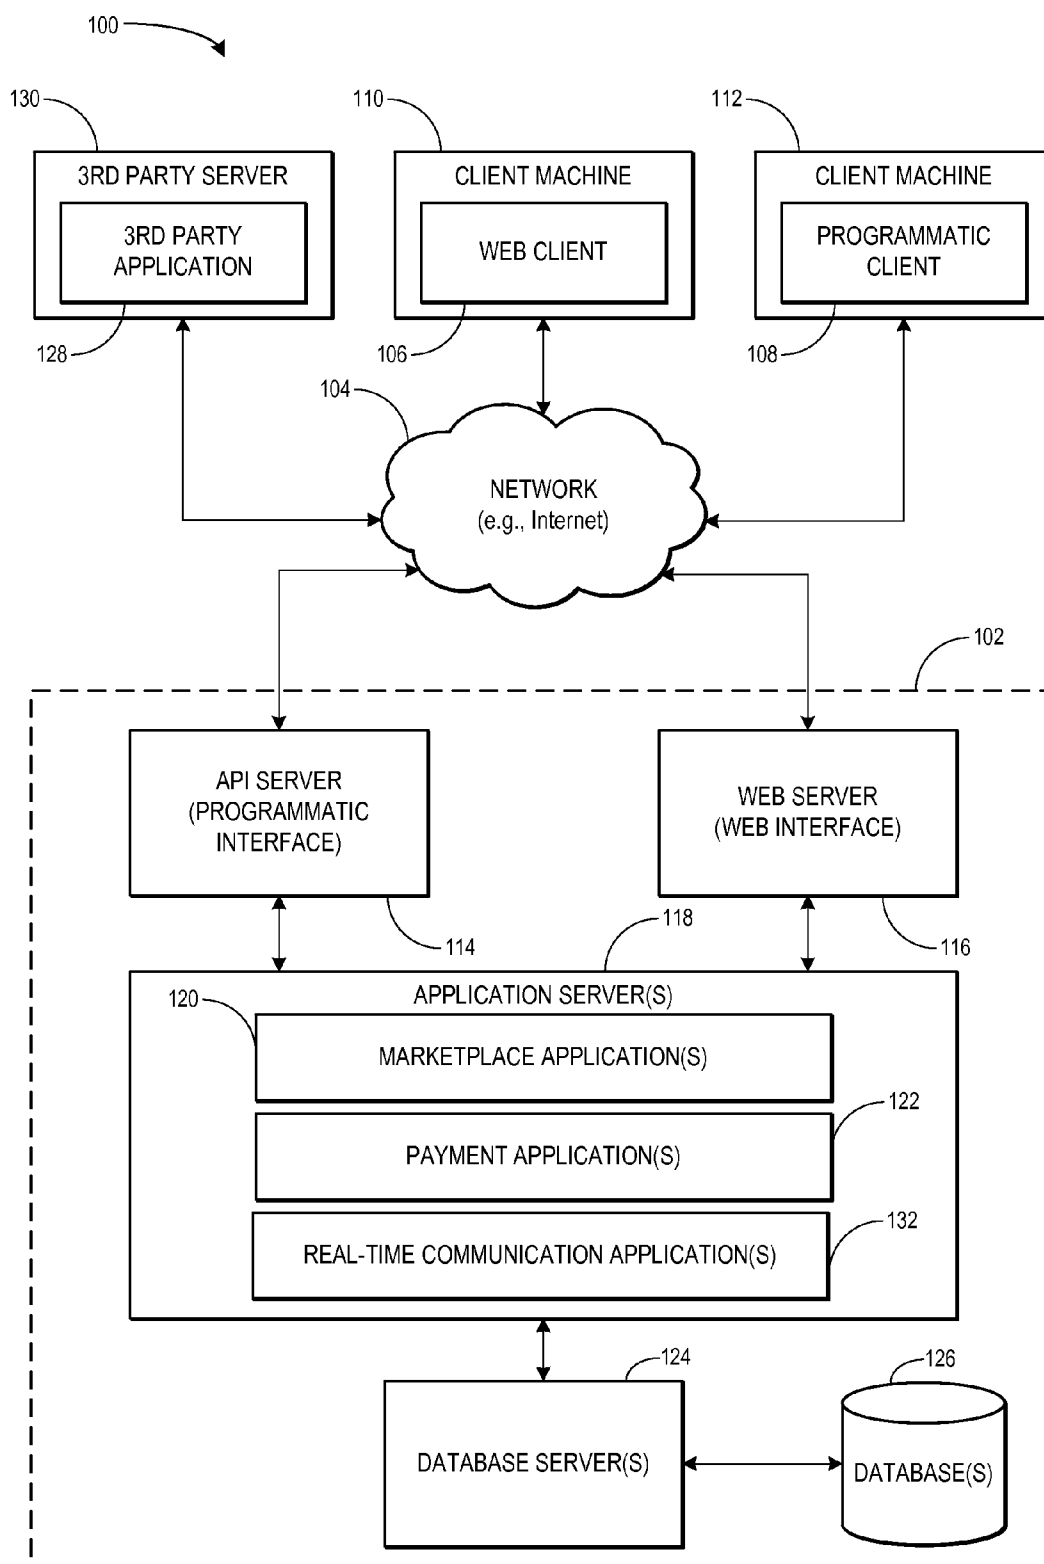 100
130
110
112
3RD PARTY SERVER
CLIENT MACHINE
CLIENT MACHINE
3RD PARTY
APPLICATION
WEB CLIENT
PROGRAMMATIC
CLIENT
128
106
108
104
NETWORK
(e.g., Internet)
102
API SERVER
(PROGRAMMATIC
INTERFACE)
WEB SERVER
(WEB INTERFACE)
114
118
116
APPLICATION SERVER(S)
120
MARKETPLACE APPLICATION(S)
122
PAYMENT APPLICATION(S)
132
REAL-TIME COMMUNICATION APPLICATION(S)
124
126
DATABASE SERVER(S)
DATABASE(S)